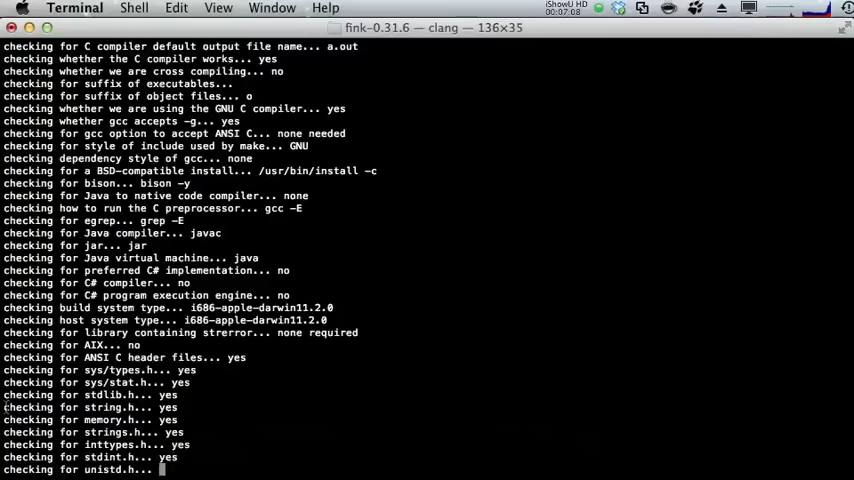 Terminal Shell Edit View Window Help
iShowU HD
00:07:08
fink-0.31.6 — clang — 136×35
checking for C compiler default output file name... a.out
checking whether the C compiler works... yes
checking whether we are cross compiling... no
checking for suffix of executables...
checking for suffix of object files... o
checking whether we are using the GNU C compiler... yes
checking whether gcc accepts -g... yes
checking for gcc option to accept ANSI C... none needed
checking for style of include used by make... GNU
checking dependency style of gcc... none
checking for a BSD-compatible install... /usr/bin/install -c
checking for bison... bison -y
checking for Java to native code compiler... none
checking how to run the C preprocessor... gcc -E
checking for egrep... grep -E
checking for Java compiler... javac
checking for jar... jar
checking for Java virtual machine... java
checking for preferred C# implementation... no
checking for C# compiler... no
checking for C# program execution engine... no
checking build system type... i686-apple-darwin11.2.0
checking host system type... i686-apple-darwin11.2.0
checking for library containing strerror... none required
checking for AIX... no
checking for ANSI C header files... yes
checking for sys/types.h... yes
checking for sys/stat.h... yes
checking for stdlib.h... yes
checking for string.h... yes
checking for memory.h... yes
checking for strings.h... yes
checking for inttypes.h... yes
checking for stdint.h... yes
checking for unistd.h...